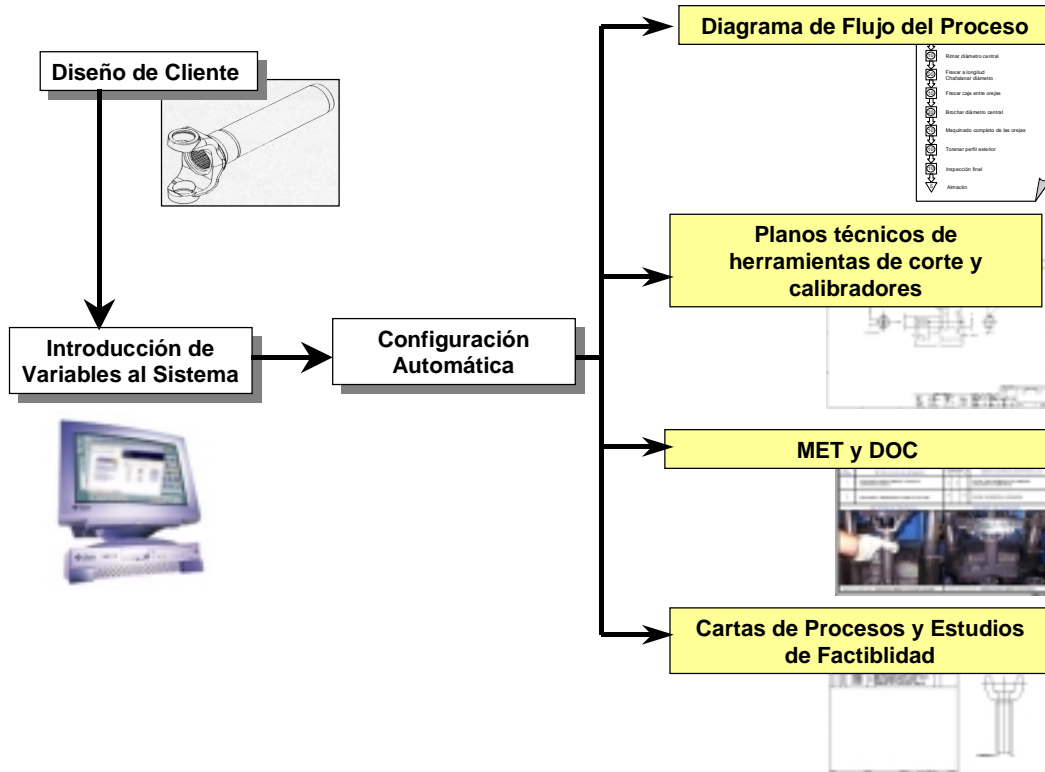 Diagrama de Flujo del Proceso
Rimar diámetro central
Fresar a longitud
Chaflanar diámetro
Fresar caja entre orejas
Brochar diámetro central
Maquinado completo de las orejas
Tornear perfil exterior
Inspección final
Almacén
Diseño de Cliente
Planos técnicos de
herramientas de corte y
calibradores
Introducción de
Variables al Sistema
Configuración
Automática
MET y DOC
Cartas de Procesos y Estudios
de Factiblidad